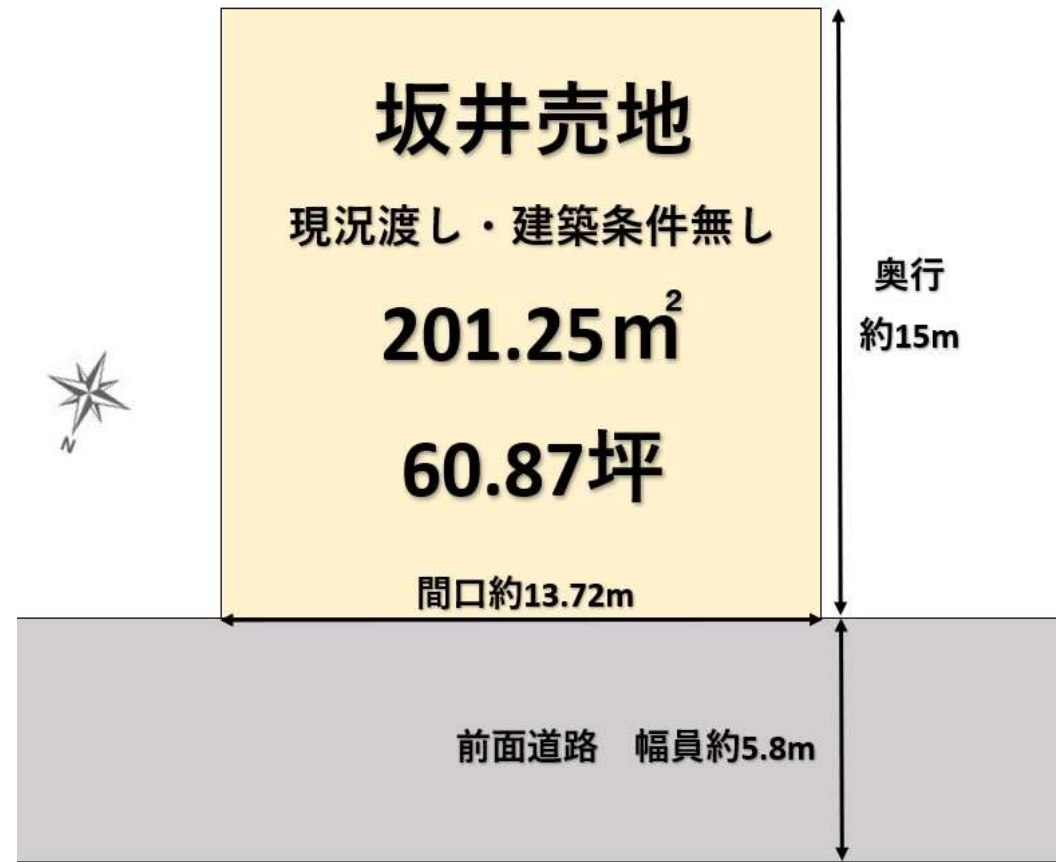 坂井売地
現況渡し・建築条件無し
201.25㎡
60.87坪
間口約13.72m
奥行
約15m
N
前面道路　幅員約5.8m